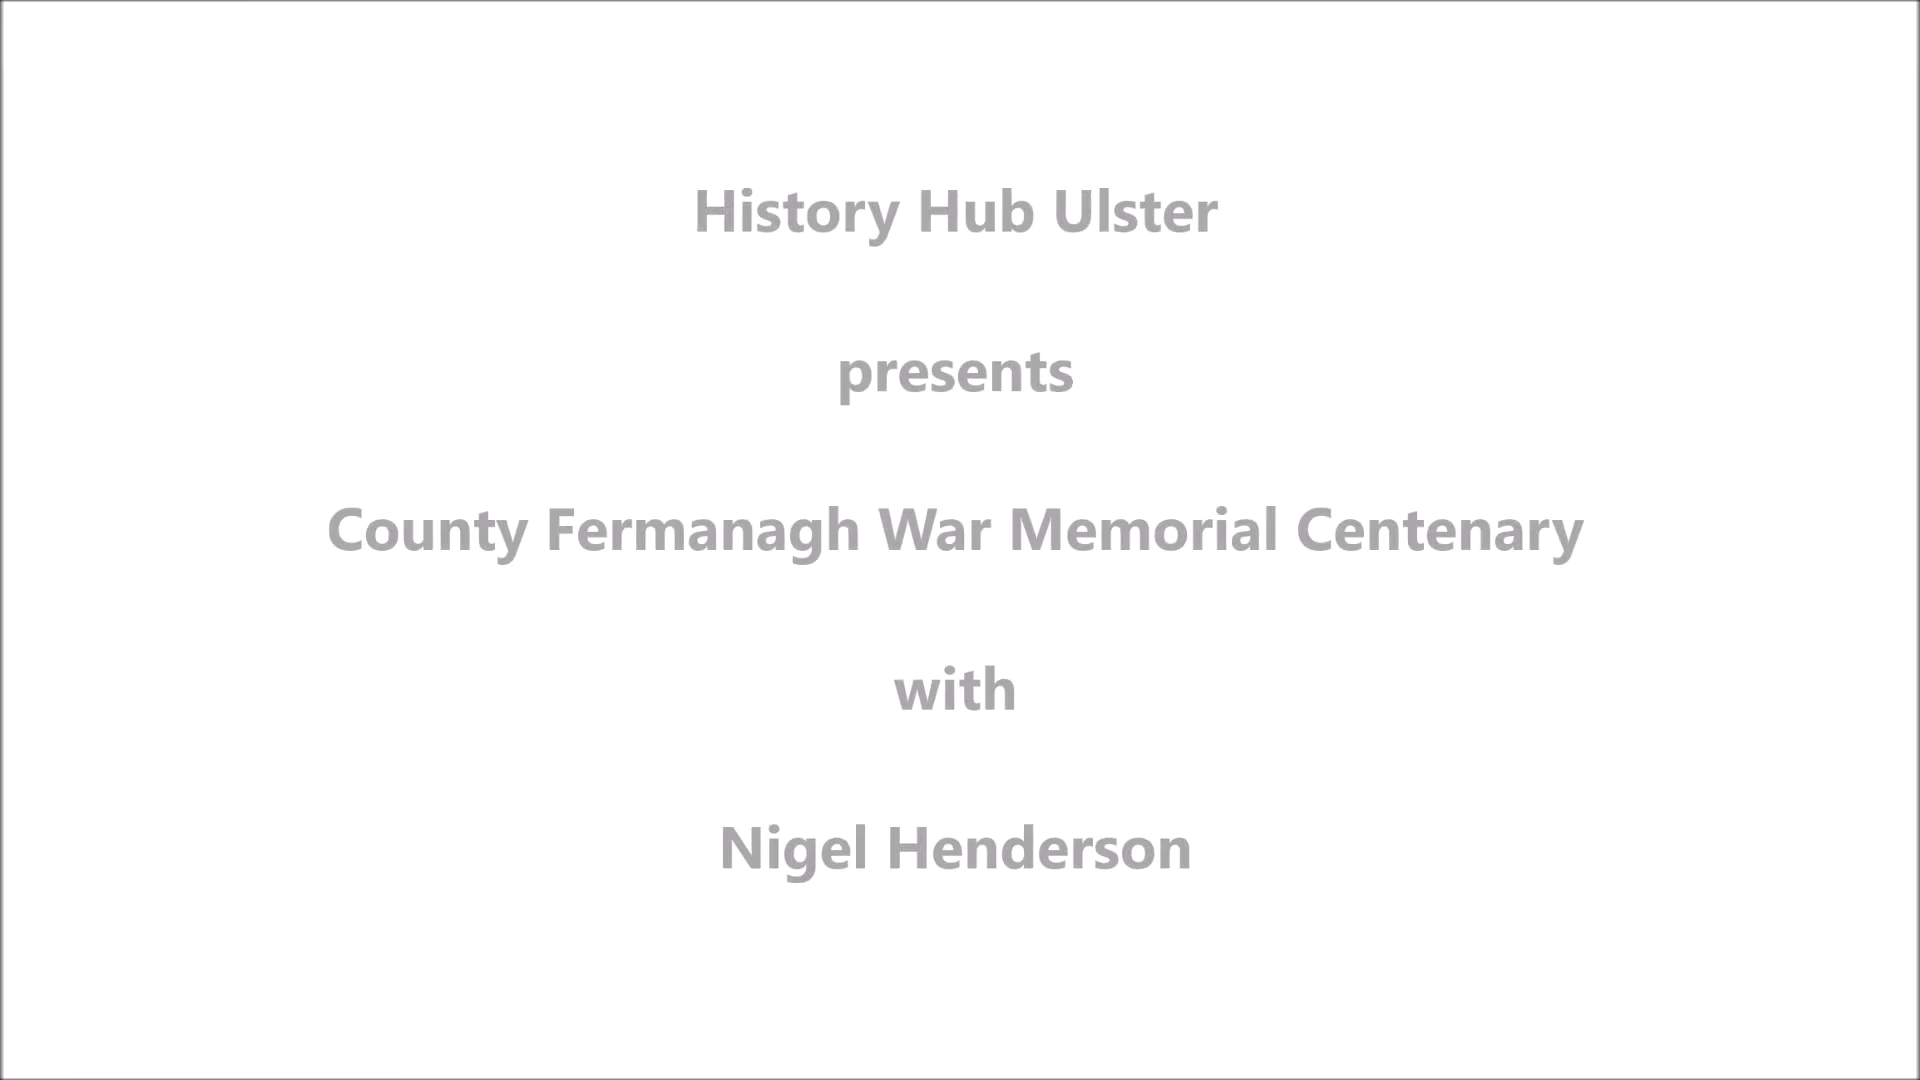 History Hub Ulster
presents
County Fermanagh War Memorial Centenary
with
Nigel Henderson